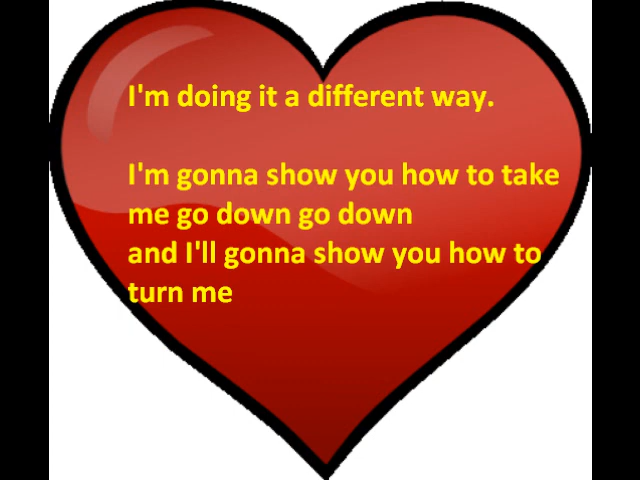 I'm doing it a different way.
I'm gonna show you how to take
me go down go down
and I'll gonna show you how to
turn me